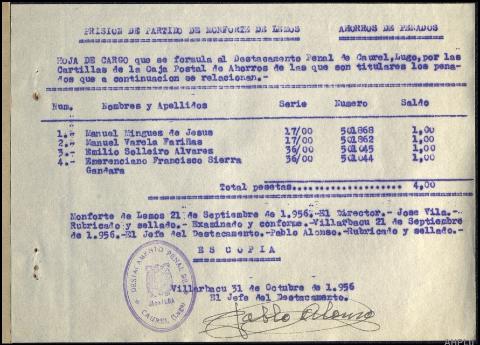 PRISION DE PARTIDO DE MONFORTE DE LEMOS AHORROS DE PENADOS
HOJA DE CARGO que se formula al Destacamento Penal de Caurel, Lugo, por las
Cartillas de la Caja Postal de Ahorros de las que son titulares los pena-
dos que a continuacion se relacionan.-
Num. Nombres y Apellidos Serie Numero Saldo
1.- Manuel Mingues de Jesus 17/00 501868 1,00
2.- Manuel Varela Fariñas 17/00 501862 1,00
3.- Emilio Selleiro Alvares 36/00 501045 1,00
4.- Emerenciano Francisco Sierra 36/00 501044 1,00
Gandara
Total pesetas..................... 4,00
Monforte de Lemos 21 de Septiembre de 1.956.-El Director.- Jose Vila.-
Rubricado y sellado.- Examinado y conforme.-Villarbacu 21 de Septiembre
de 1.956.-El Jefe del Destacamento.-Pablo Alonso.-Rubricado y sellado.-
E S C O P I A
Villarbacu 31 de Octubre de 1.956
El Jefe del Destacamento.
Pablo Alonso
DESTACAMENTO PENAL DE
CAUREL (Lugo)